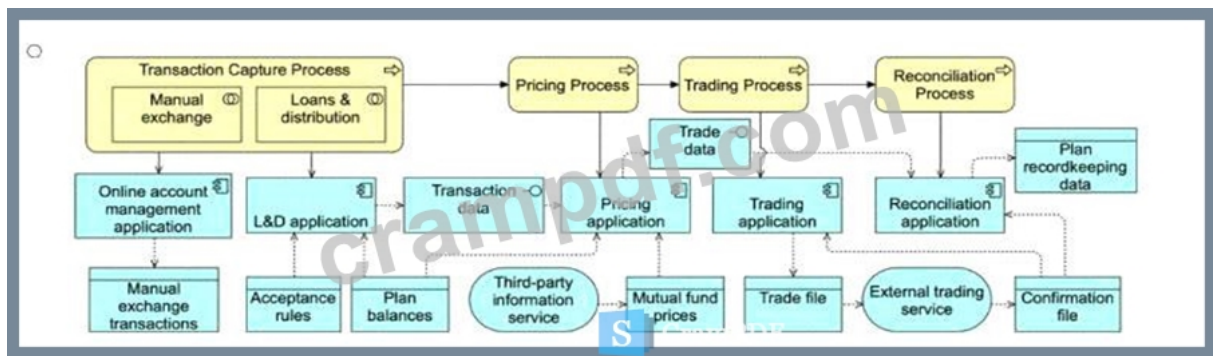 Transaction Capture Process
Manual
exchange
Loans &
distribution
Pricing Process
Trading Process
Reconciliation
Process
Trade
data
Plan
recordkeeping
data
Online account
management
application
L&D application
Transaction
data
Pricing
application
Trading
application
Reconciliation
application
Manual
exchange
transactions
Acceptance
rules
Plan
balances
Third-party
information
service
Mutual fund
prices
Trade file
External trading
service
Confirmation
file
crampdf.com
S